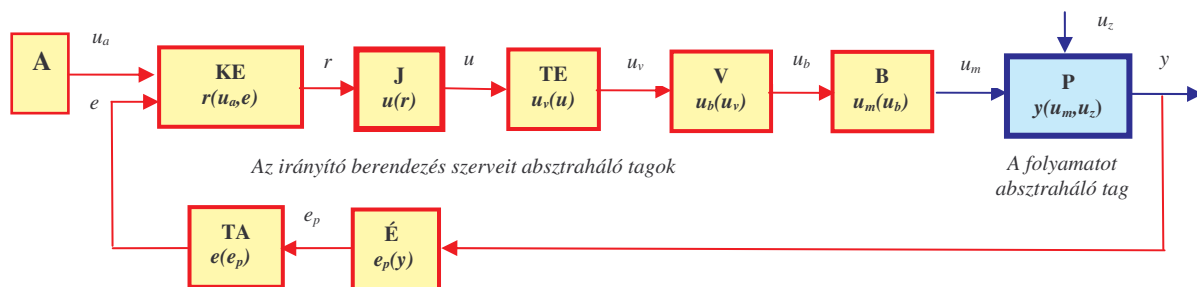 A
u_a
e
KE
r(u_a,e)
r
J
u(r)
u
TE
u_v(u)
u_v
V
u_b(u_v)
u_b
B
u_m(u_b)
u_m
u_z
P
y(u_m,u_z)
y
Az irányító berendezés szerveit absztraháló tagok
A folyamatot
absztraháló tag
TA
e(e_p)
e_p
É
e_p(y)